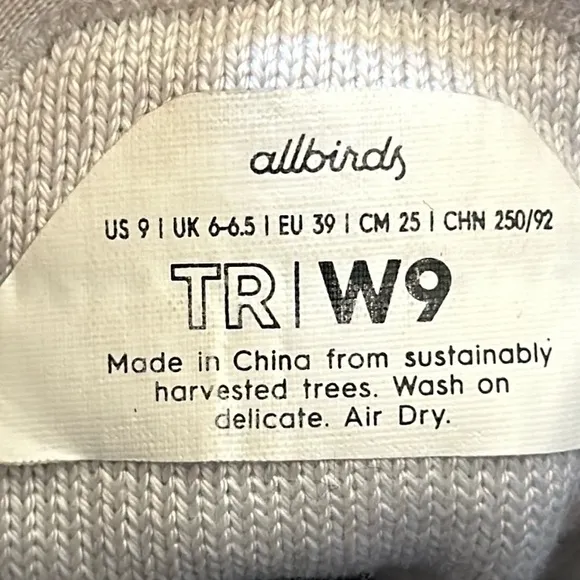 allbirds
US 9 | UK 6-6.5 | EU 39 | CM 25 | CHN 250/92
TR | W9
Made in China from sustainably
harvested trees. Wash on
delicate. Air Dry.